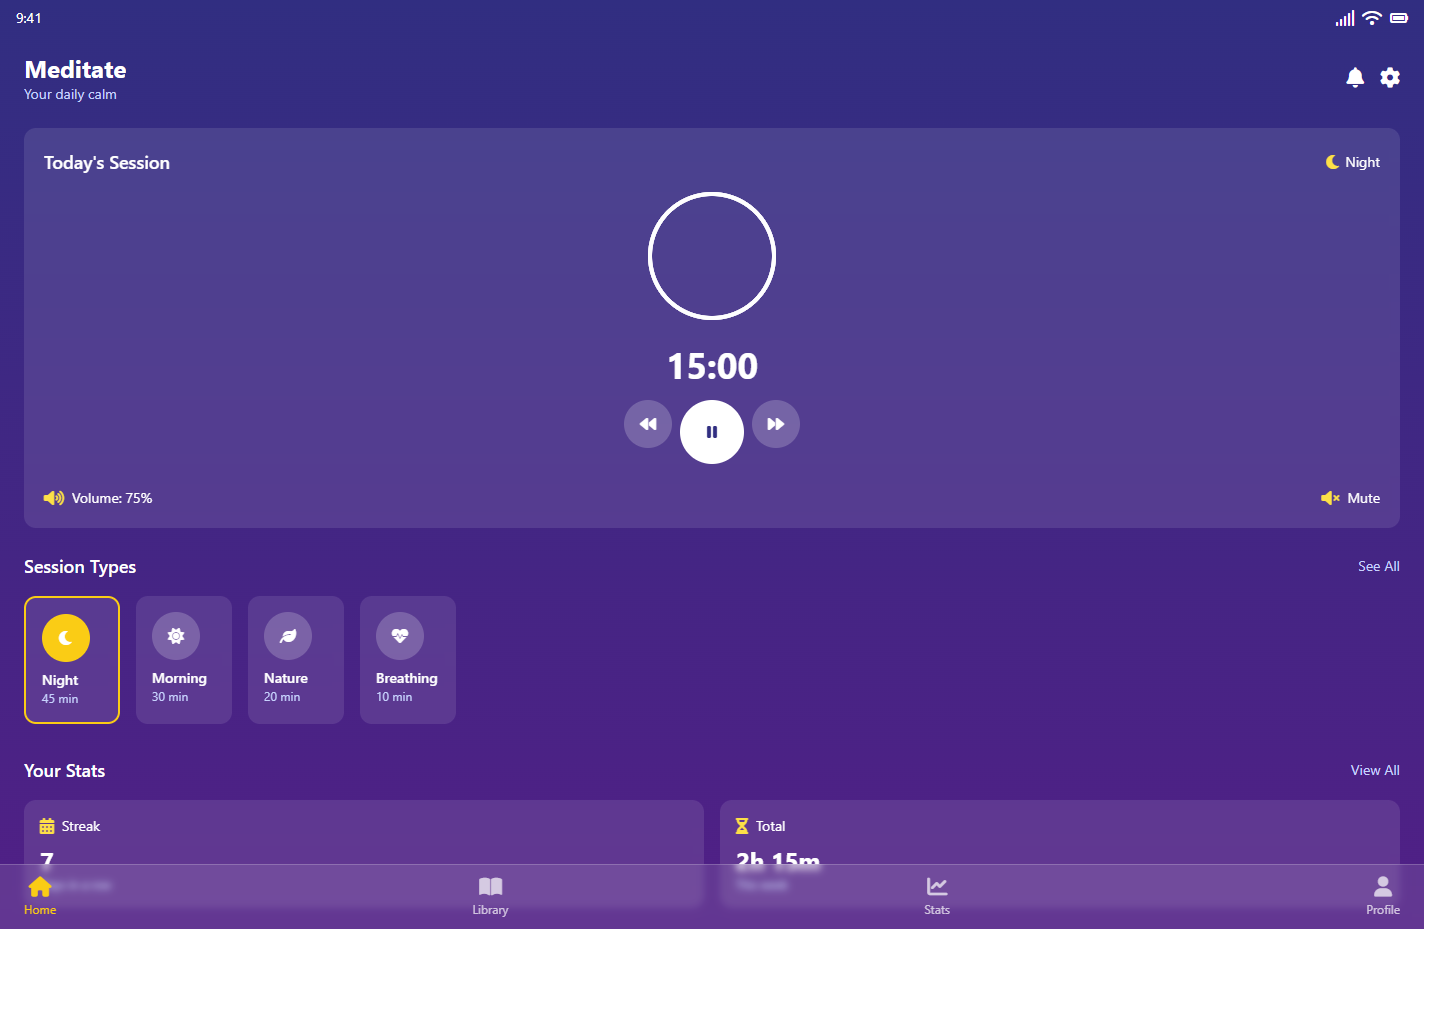 9:41
Meditate
Your daily calm
Today's Session
Night
15:00
Volume: 75%
Mute
Session Types
See All
Night
45 min
Morning
30 min
Nature
20 min
Breathing
10 min
Your Stats
View All
Streak
7
Total
2h 15m
Home
Library
Stats
Profile